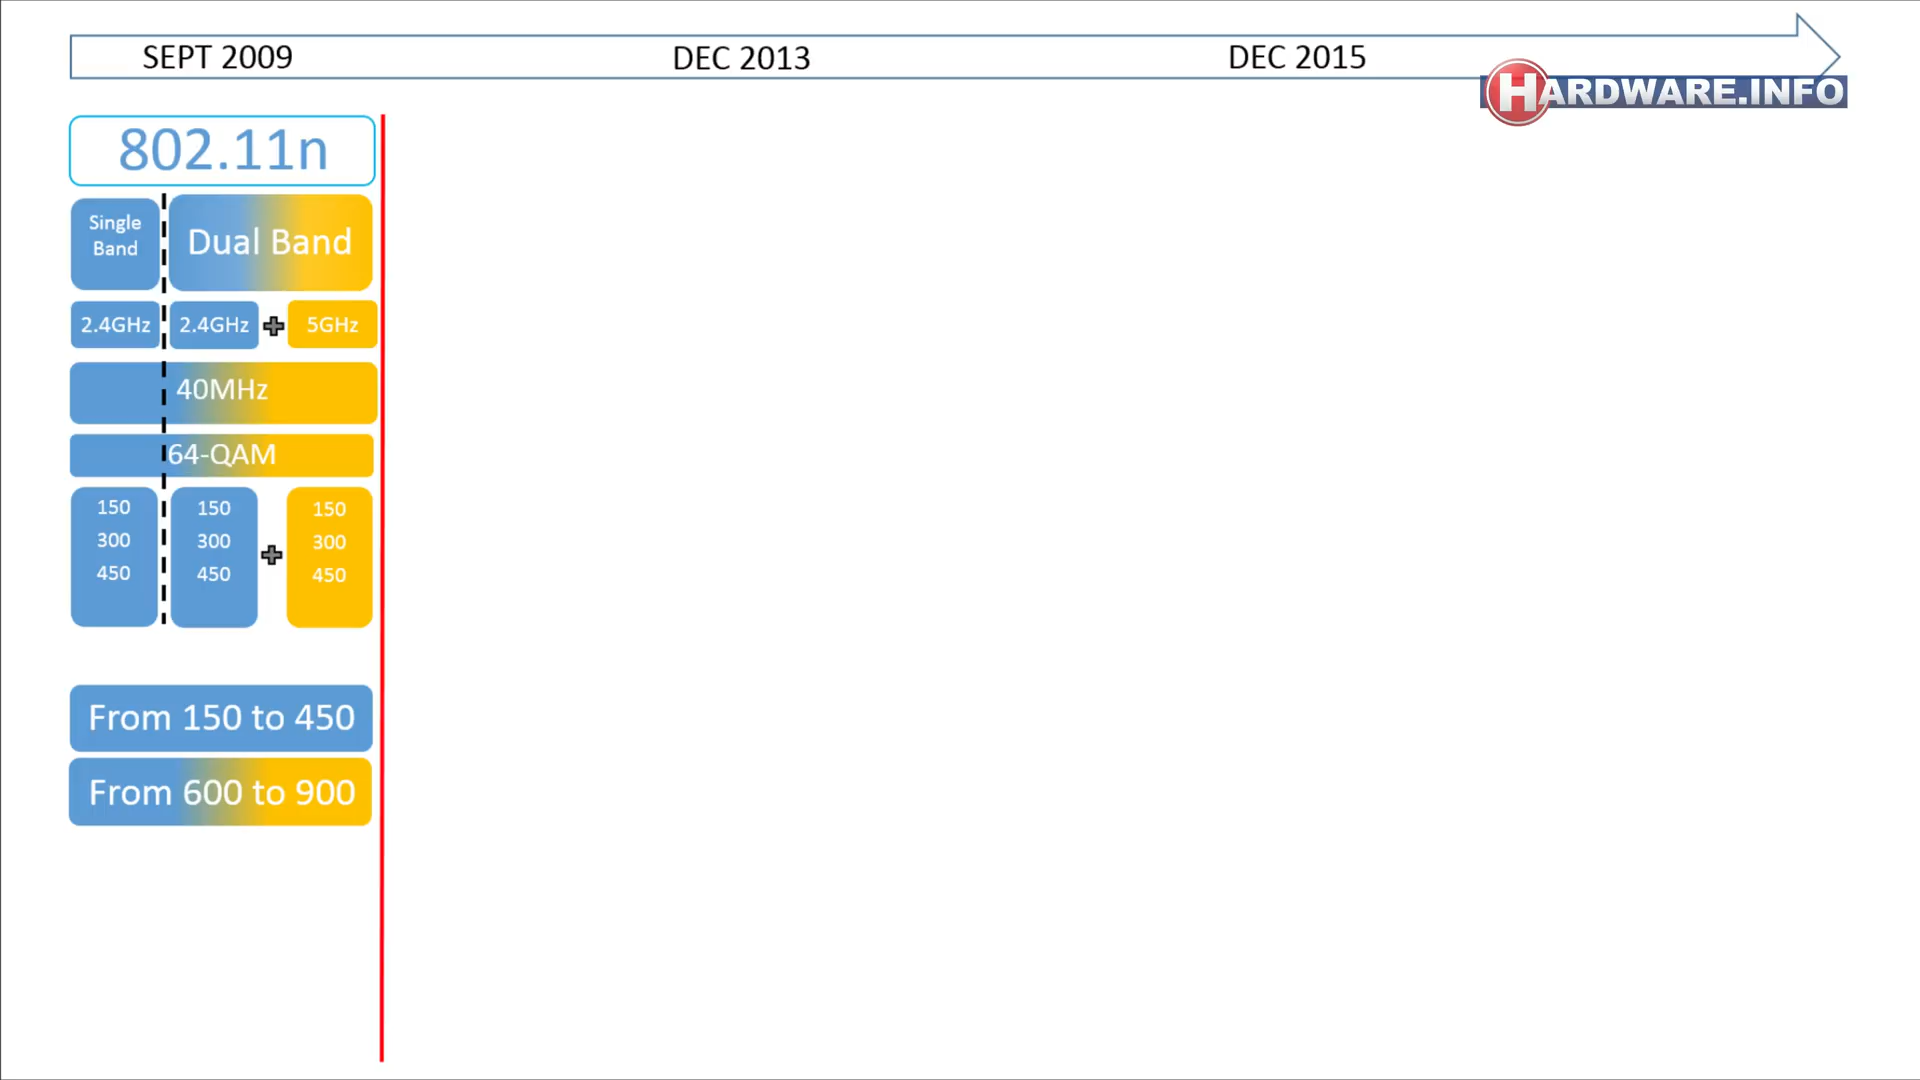 SEPT 2009
DEC 2013
DEC 2015
HARDWARE.INFO
802.11n
Single
Band
Dual Band
2.4GHz
2.4GHz
5GHz
40MHz
64-QAM
150
300
450
150
300
450
150
300
450
From 150 to 450
From 600 to 900